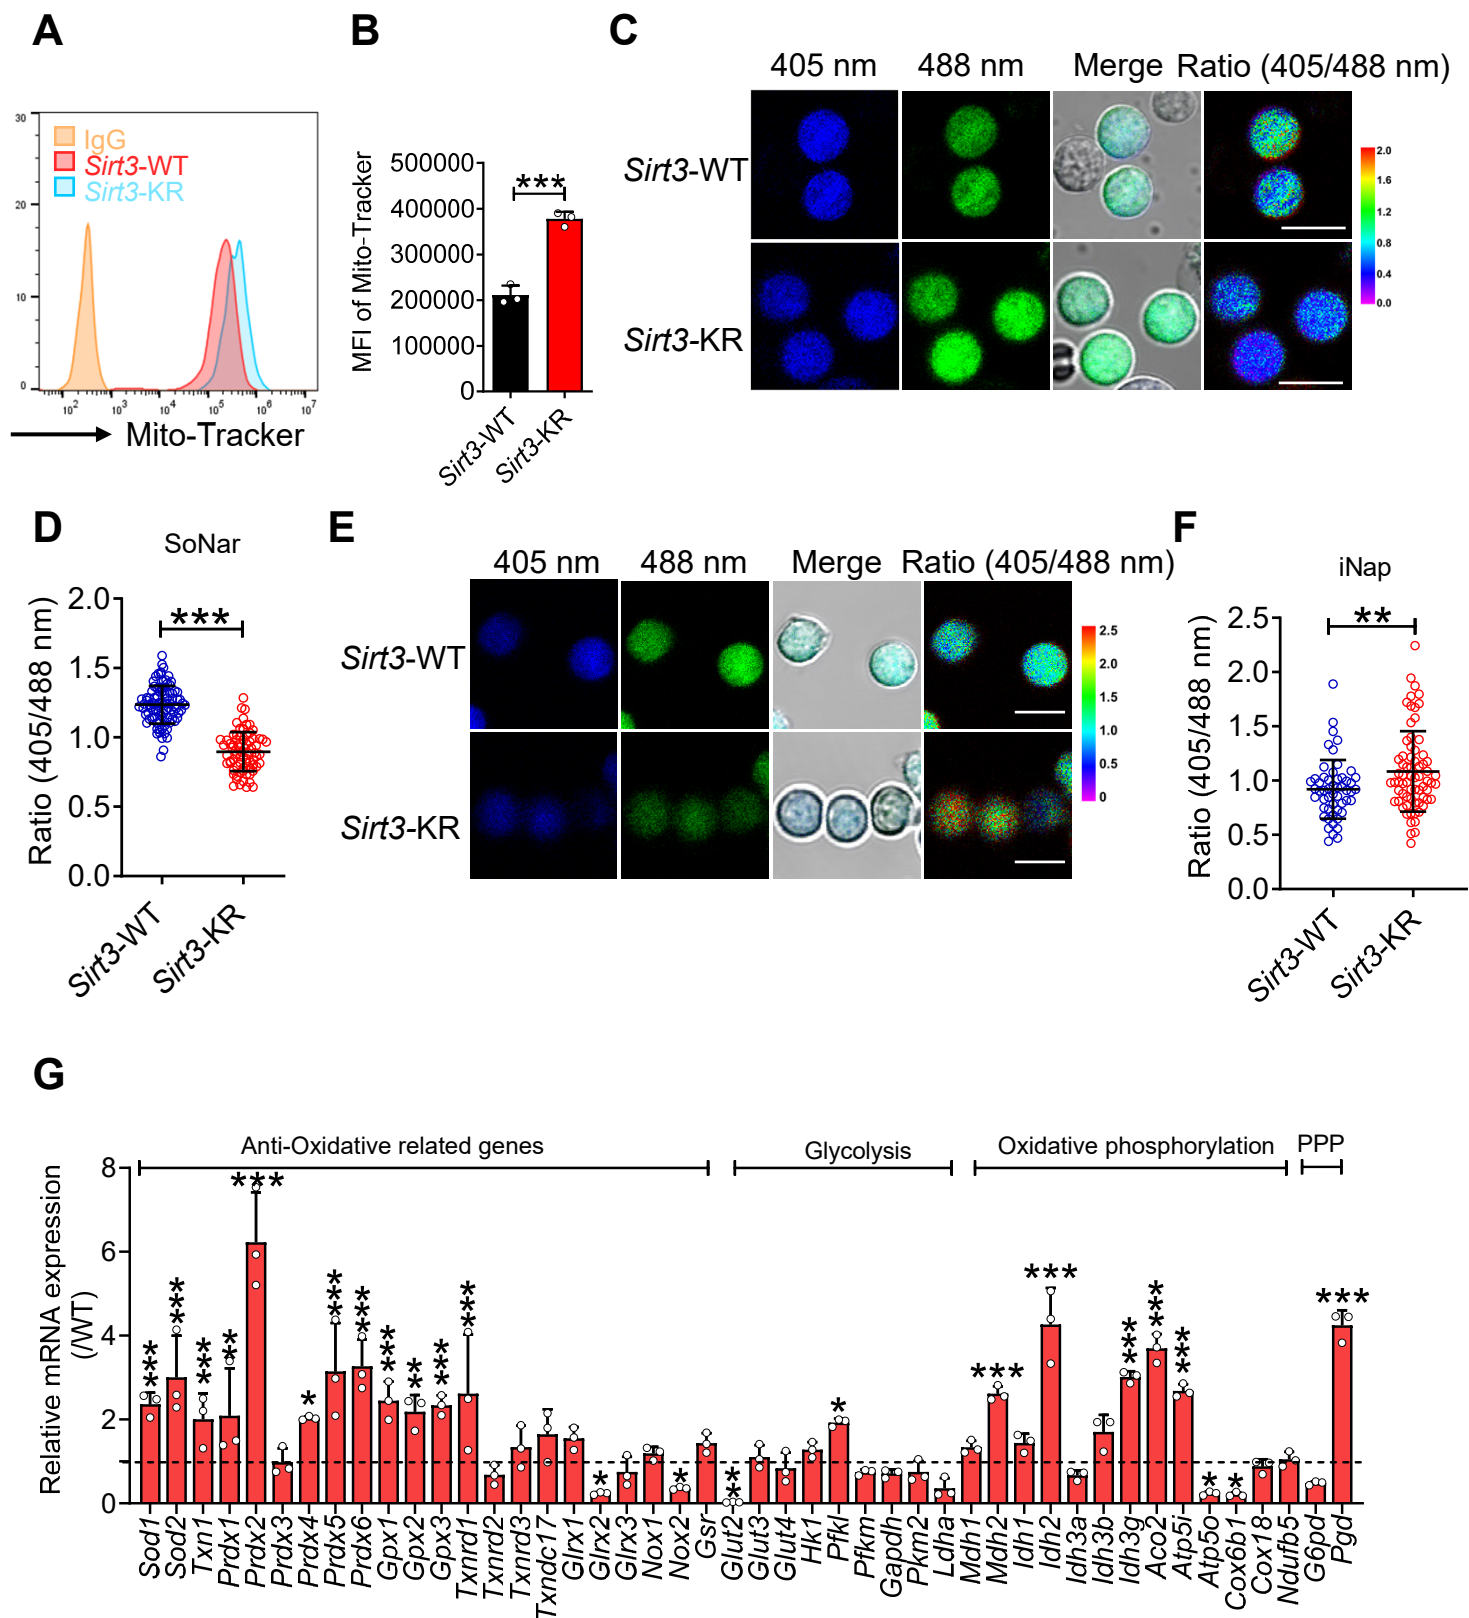 A
30
20
10
0
IgG
Sirt3-WT
Sirt3-KR
10² 10³ 10⁴ 10⁵ 10⁶ 10⁷
Mito-Tracker
B
MFI of Mito-Tracker
500000
400000
300000
200000
100000
0
***
Sirt3-WT
Sirt3-KR
C
405 nm 488 nm Merge Ratio (405/488 nm)
Sirt3-WT
Sirt3-KR
2.0
1.6
1.2
0.8
0.4
0.0
D
SoNar
Ratio (405/488 nm)
2.0
1.5
1.0
0.5
0.0
***
Sirt3-WT
Sirt3-KR
E
405 nm 488 nm Merge Ratio (405/488 nm)
Sirt3-WT
Sirt3-KR
2.5
2.0
1.5
1.0
0.5
0
F
iNap
Ratio (405/488 nm)
2.5
2.0
1.5
1.0
0.5
0.0
**
Sirt3-WT
Sirt3-KR
G
Anti-Oxidative related genes Glycolysis Oxidative phosphorylation PPP
Relative mRNA expression
(/WT)
8
6
4
2
0
*** *** *** ** *** * *** *** *** ** *** *** * * ** * *** *** *** *** *** * * ***
Sod1
Sod2
Txn1
Prdx1
Prdx2
Prdx3
Prdx4
Prdx5
Prdx6
Gpx1
Gpx2
Gpx3
Txnrd1
Txnrd2
Txnrd3
Txndc17
Glrx1
Glrx2
Glrx3
Nox1
Nox2
Gsr
Glut2
Glut3
Glut4
Hk1
Pfkl
Pfkm
Gapdh
Pkm2
Ldha
Mdh1
Mdh2
Idh1
Idh2
Idh3a
Idh3b
Idh3g
Aco2
Atp5i
Atp5o
Cox6b1
Cox18
Ndufb5
G6pd
Pgd